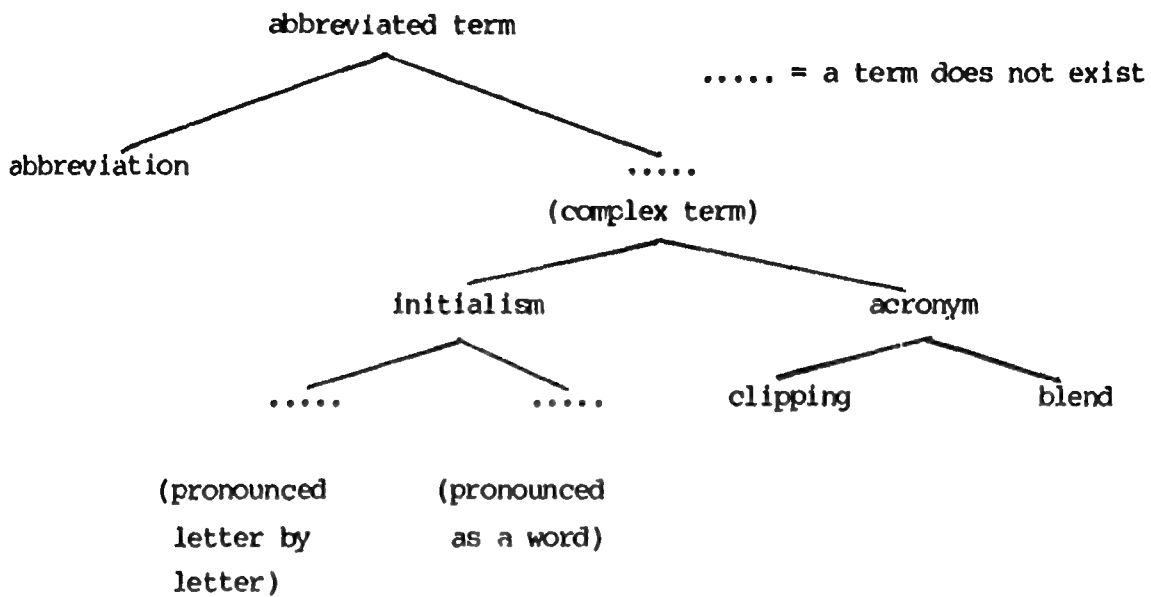 abbreviated term
..... = a term does not exist
abbreviation
.....
(complex term)
initialism
acronym
.....
.....
clipping
blend
(pronounced
letter by
letter)
(pronounced
as a word)